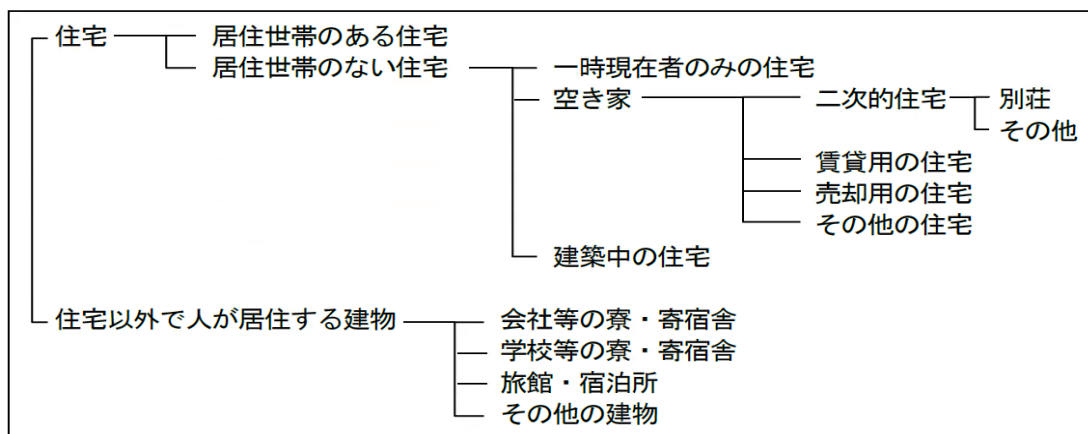 住宅 居住世帯のある住宅
居住世帯のない住宅 一時現在者のみの住宅
空き家 二次的住宅 別荘
その他
賃貸用の住宅
売却用の住宅
その他の住宅
建築中の住宅
住宅以外で人が居住する建物 会社等の寮・寄宿舎
学校等の寮・寄宿舎
旅館・宿泊所
その他の建物